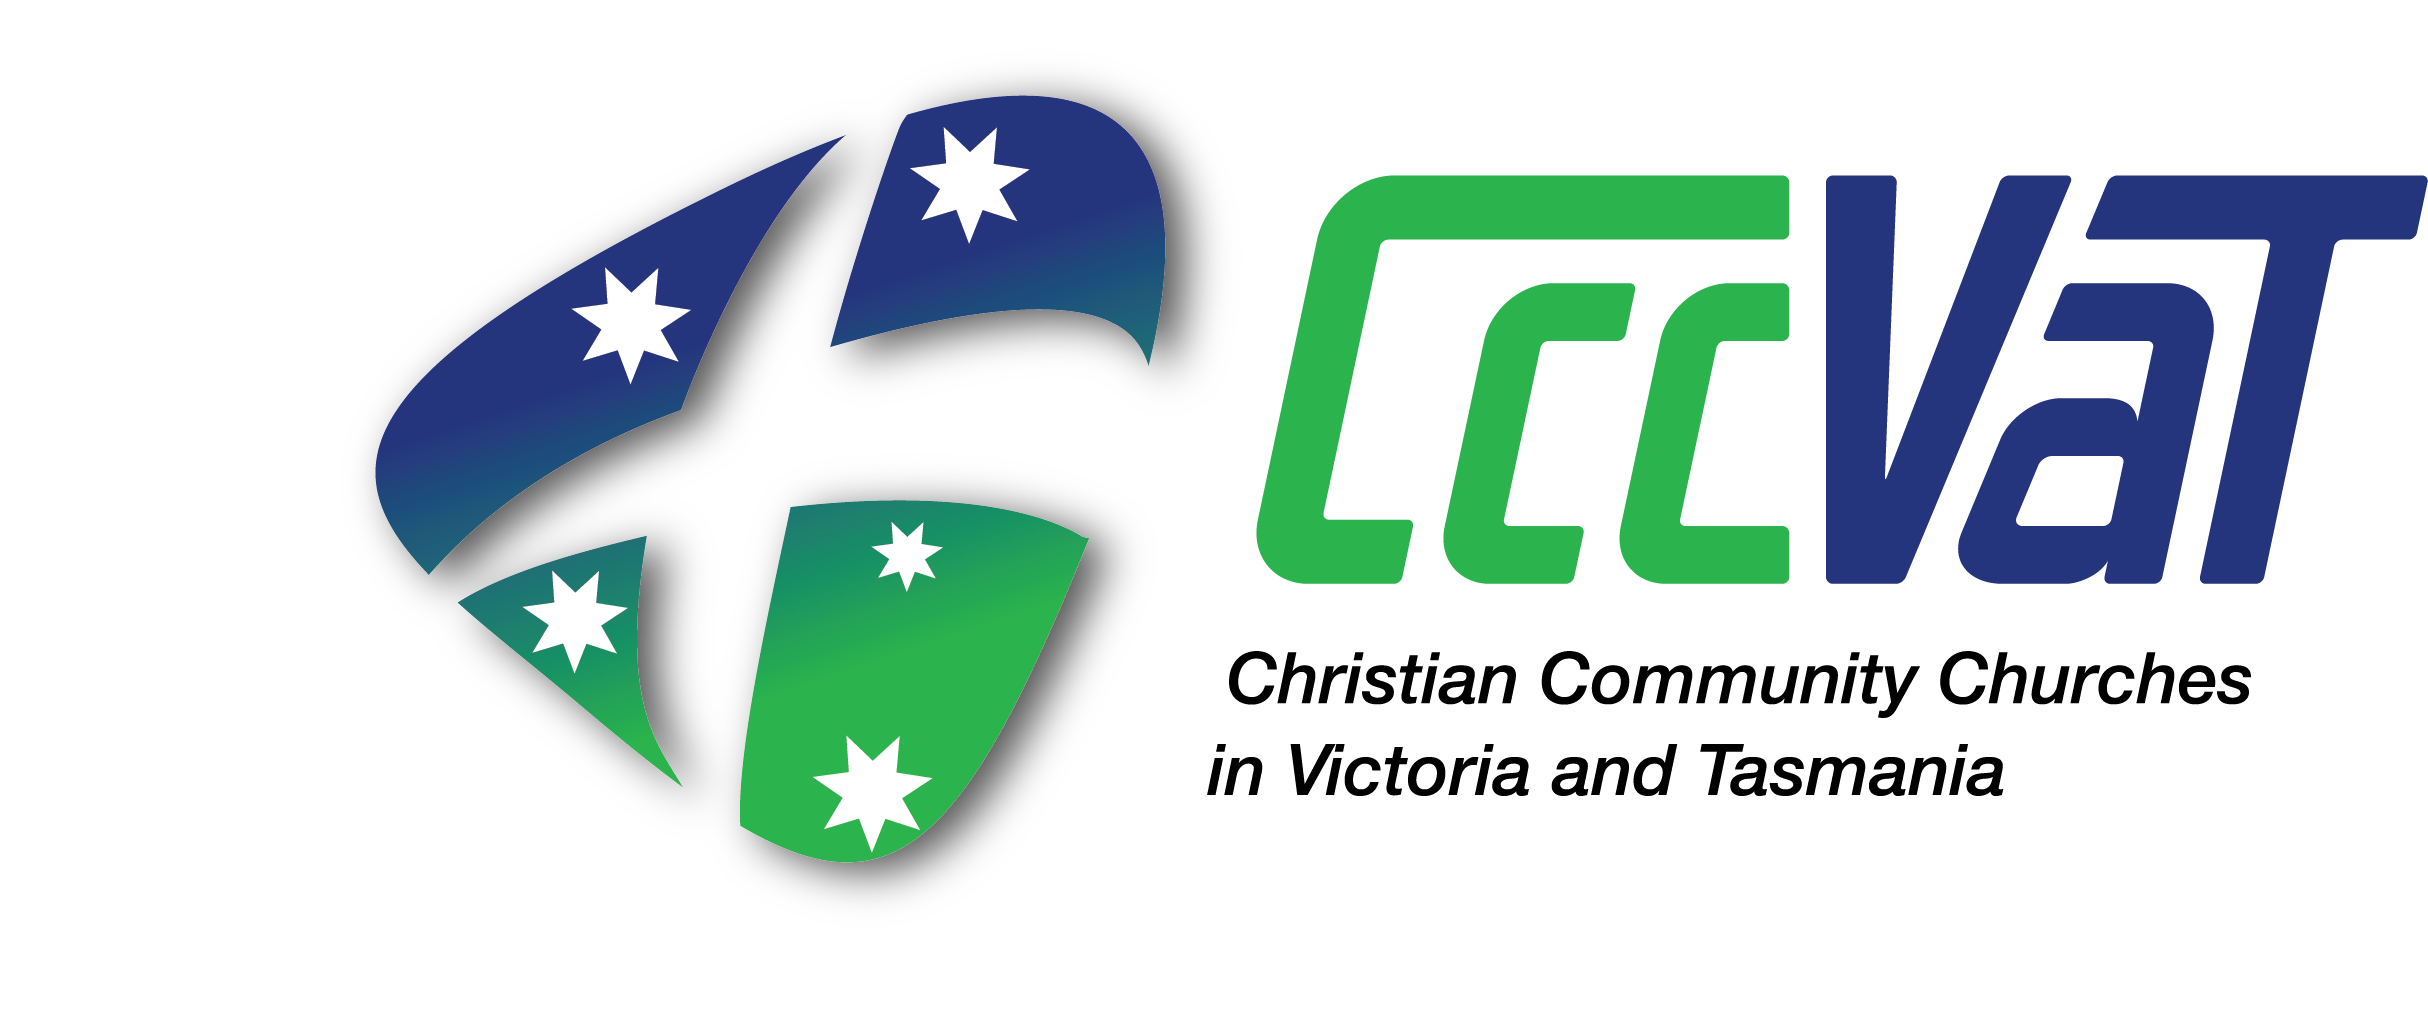 CccVaT
Christian Community Churches
in Victoria and Tasmania